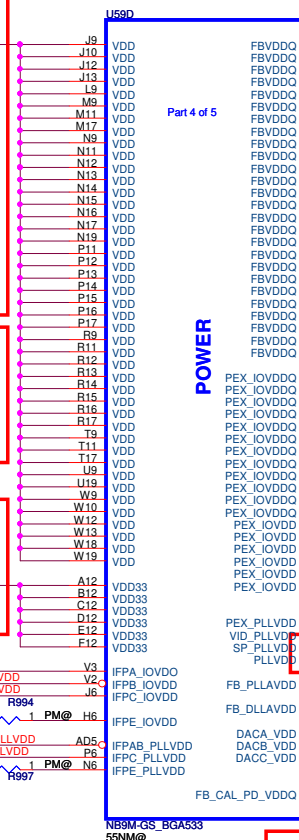 U59D
J9 VDD FBVDDQ
J10 VDD FBVDDQ
J12 VDD FBVDDQ
J13 VDD FBVDDQ
L9 VDD FBVDDQ
M9 VDD FBVDDQ
M11 VDD Part 4 of 5 FBVDDQ
M17 VDD FBVDDQ
N9 VDD FBVDDQ
N11 VDD FBVDDQ
N12 VDD FBVDDQ
N13 VDD FBVDDQ
N14 VDD FBVDDQ
N15 VDD FBVDDQ
N16 VDD FBVDDQ
N17 VDD FBVDDQ
N19 VDD FBVDDQ
P11 VDD FBVDDQ
P12 VDD FBVDDQ
P13 VDD FBVDDQ
P14 VDD FBVDDQ
P15 VDD FBVDDQ
P16 VDD FBVDDQ
P17 VDD FBVDDQ
R9 VDD FBVDDQ
R11 VDD FBVDDQ
R12 VDD
POWER
R13 VDD PEX_IOVDDQ
R14 VDD PEX_IOVDDQ
R15 VDD PEX_IOVDDQ
R16 VDD PEX_IOVDDQ
R17 VDD PEX_IOVDDQ
T9 VDD PEX_IOVDDQ
T11 VDD PEX_IOVDDQ
T17 VDD PEX_IOVDDQ
U9 VDD PEX_IOVDDQ
U19 VDD PEX_IOVDDQ
W9 VDD PEX_IOVDDQ
W10 VDD PEX_IOVDDQ
W12 VDD PEX_IOVDD
W13 VDD PEX_IOVDD
W18 VDD PEX_IOVDD
W19 VDD PEX_IOVDD
PEX_IOVDD
A12 VDD33 PEX_IOVDD
B12 VDD33
C12 VDD33
D12 VDD33 PEX_PLLVDD
E12 VDD33 VID_PLLVDD
F12 VDD33 SP_PLLVDD
PLLVDD
V3 IFPA_IOVDD
VDD V2 IFPB_IOVDD FB_PLLAVDD
VDD J6 IFPC_IOVDD
R994
1 PM@ H6 IFPE_IOVDD FB_DLLAVDD
DACA_VDD
LLVDD AD5 IFPAB_PLLVDD DACB_VDD
LVDD P6 IFPC_PLLVDD DACC_VDD
1 PM@ N6 IFPE_PLLVDD
R997
FB_CAL_PD_VDDQ
NB9M-GS_BGA533
55NM@